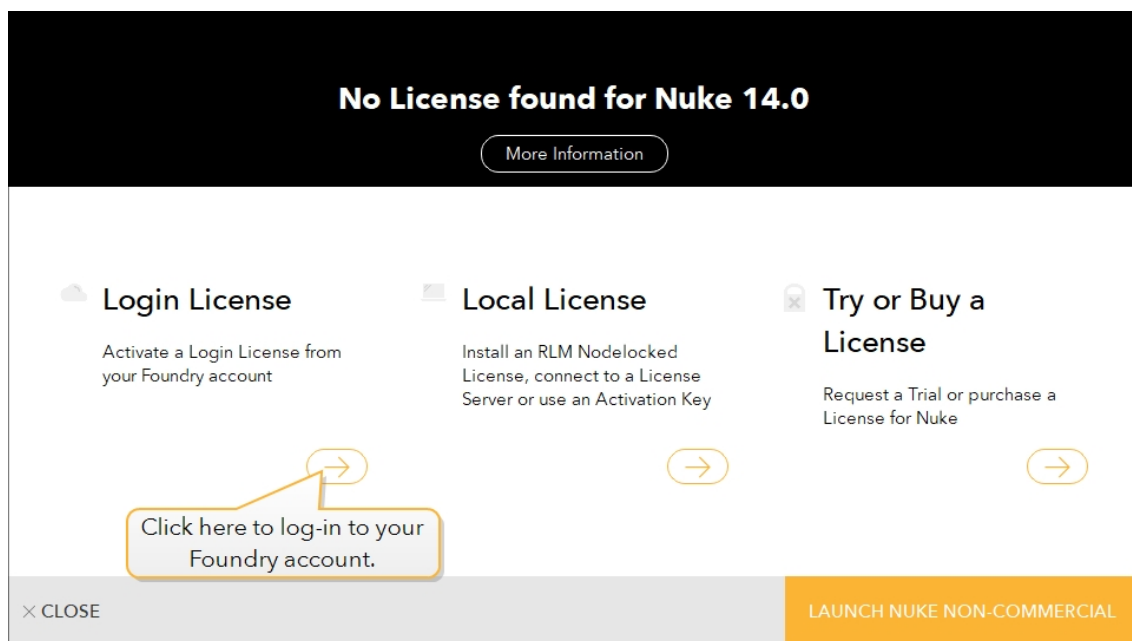 No License found for Nuke 14.0
More Information
Login License
Activate a Login License from
your Foundry account
Local License
Install an RLM Nodelocked
License, connect to a License
Server or use an Activation Key
Try or Buy a
License
Request a Trial or purchase a
License for Nuke
Click here to log-in to your
Foundry account.
CLOSE
LAUNCH NUKE NON-COMMERCIAL